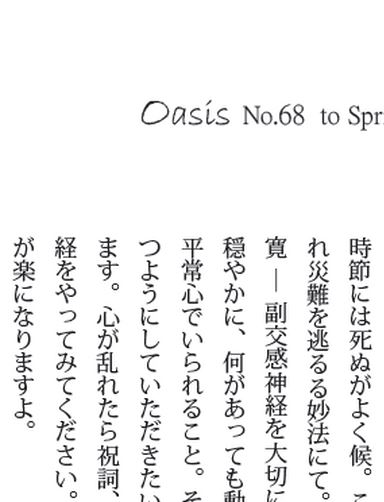 Oasis No.68 to Spri
時節には死ぬがよく候。こ
れ災難を逃るる妙法にて。
寛 — 副交感神経を大切に
穏やかに、何があっても動
平常心でいられること。そ
つようにしていただきたい
ます。心が乱れたら祝詞、
経をやってみてください。
が楽になりますよ。